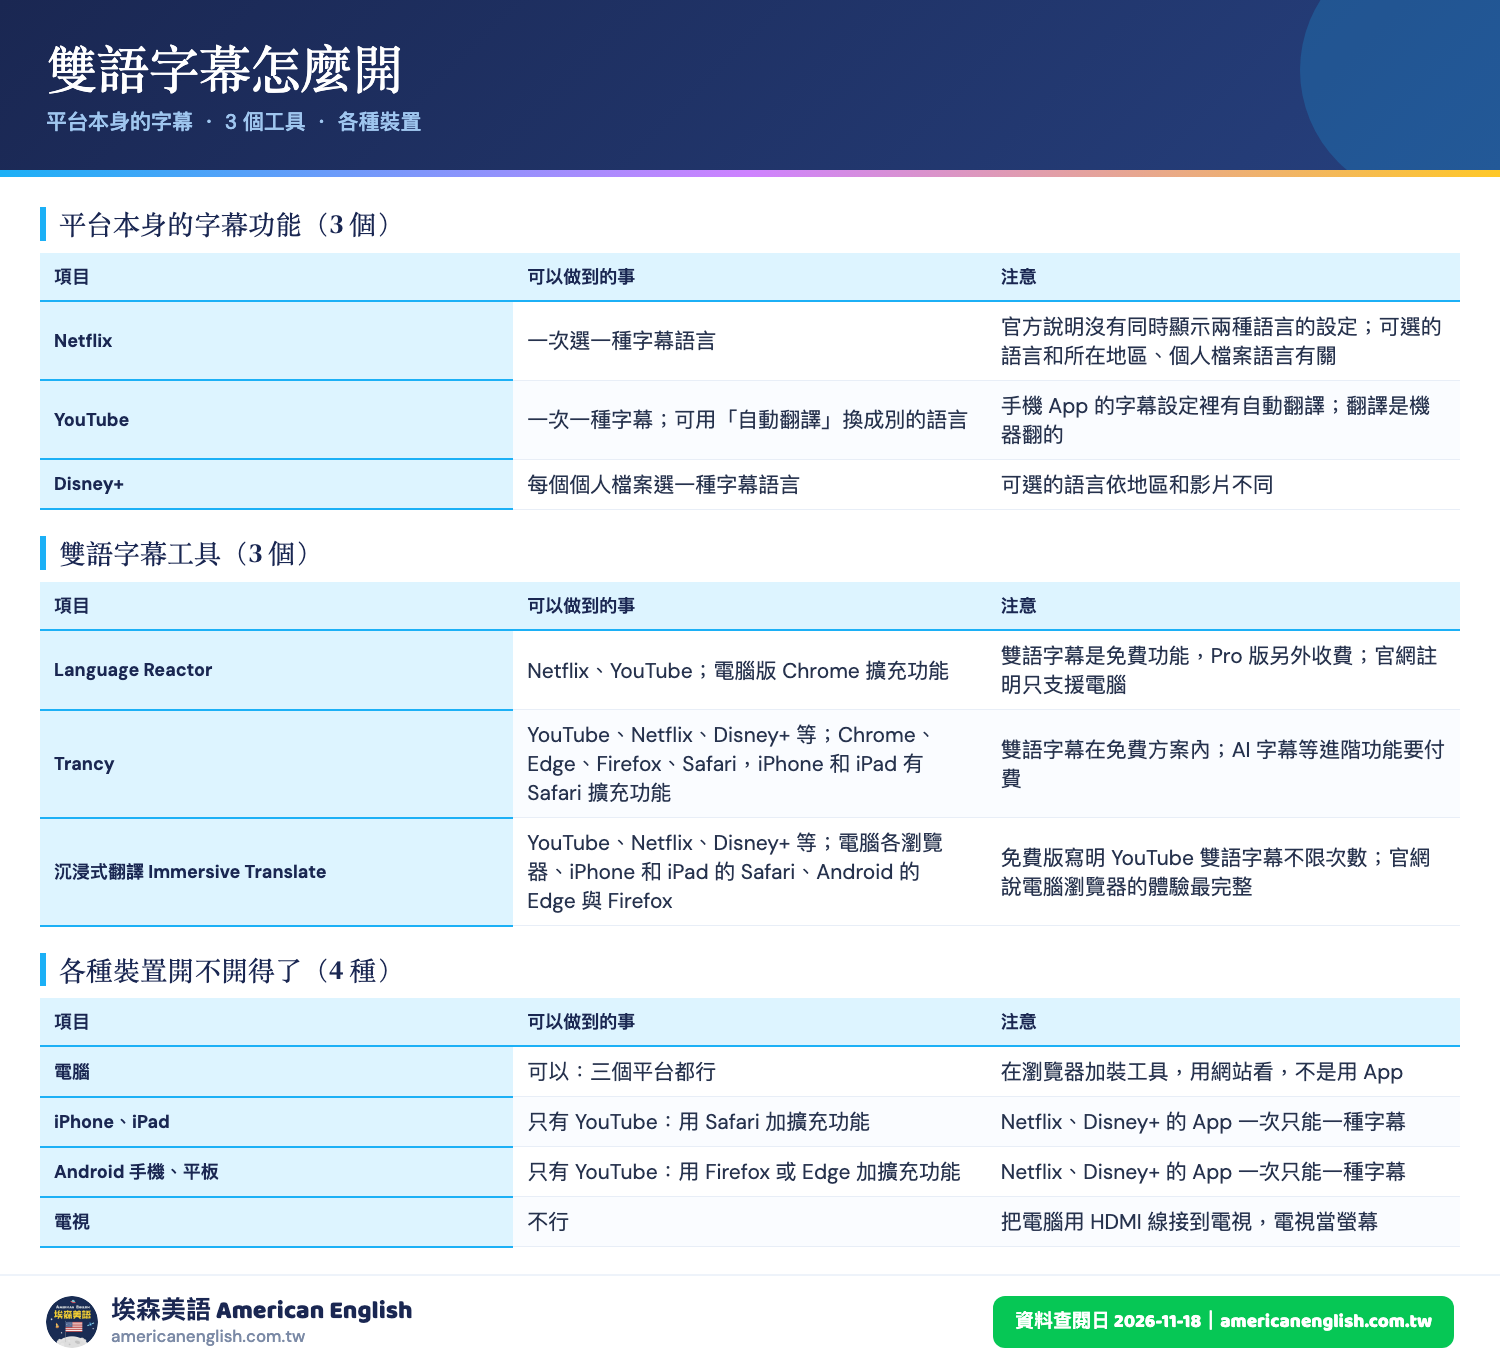 雙語字幕怎麼開
平台本身的字幕 · 3 個工具 · 各種裝置
平台本身的字幕功能（3 個）
項目 可以做到的事 注意
Netflix 一次選一種字幕語言 官方說明沒有同時顯示兩種語言的設定；可選的
語言和所在地區、個人檔案語言有關
YouTube 一次一種字幕；可用「自動翻譯」換成別的語言 手機 App 的字幕設定裡有自動翻譯；翻譯是機
器翻的
Disney+ 每個個人檔案選一種字幕語言 可選的語言依地區和影片不同
雙語字幕工具（3 個）
項目 可以做到的事 注意
Language Reactor Netflix、YouTube；電腦版 Chrome 擴充功能 雙語字幕是免費功能，Pro 版另外收費；官網註
明只支援電腦
Trancy YouTube、Netflix、Disney+ 等；Chrome、
Edge、Firefox、Safari，iPhone 和 iPad 有
Safari 擴充功能 雙語字幕在免費方案內；AI 字幕等進階功能要付
費
沉浸式翻譯 Immersive Translate YouTube、Netflix、Disney+ 等；電腦各瀏覽
器、iPhone 和 iPad 的 Safari、Android 的
Edge 與 Firefox 免費版寫明 YouTube 雙語字幕不限次數；官網
說電腦瀏覽器的體驗最完整
各種裝置開不開得了（4 種）
項目 可以做到的事 注意
電腦 可以：三個平台都行 在瀏覽器加裝工具，用網站看，不是用 App
iPhone、iPad 只有 YouTube：用 Safari 加擴充功能 Netflix、Disney+ 的 App 一次只能一種字幕
Android 手機、平板 只有 YouTube：用 Firefox 或 Edge 加擴充功能 Netflix、Disney+ 的 App 一次只能一種字幕
電視 不行 把電腦用 HDMI 線接到電視，電視當螢幕
埃森美語
埃森美語 American English
americanenglish.com.tw
資料查閱日 2026-11-18｜americanenglish.com.tw